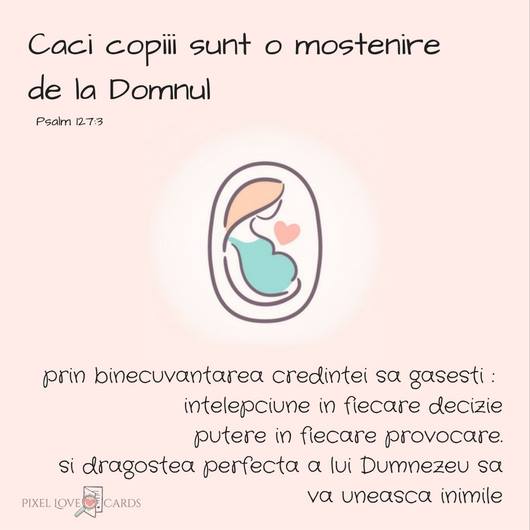 Caci copiii sunt o mostenire
de la Domnul
Psalm 127:3
prin binecuvantarea credintei sa gasesti :
intelepciune in fiecare decizie
putere in fiecare provocare.
si dragostea perfecta a lui Dumnezeu sa
va uneasca inimile
PIXEL LOVE CARDS